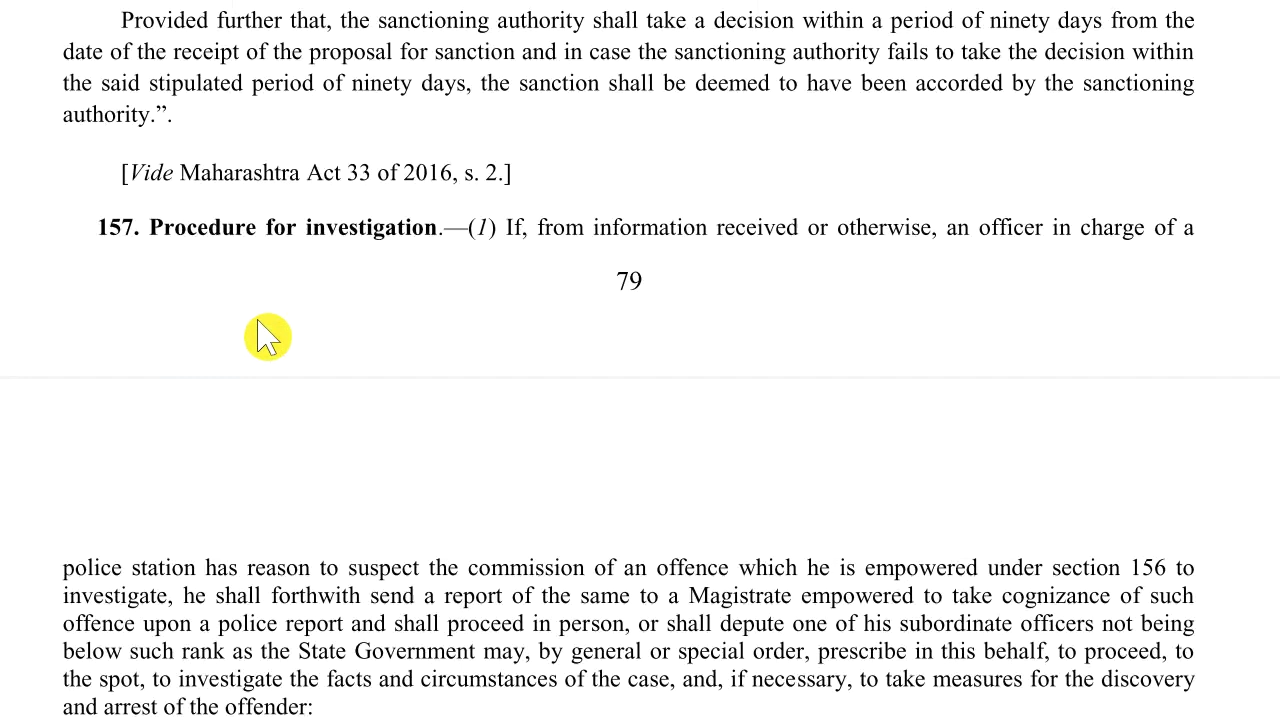 Provided further that, the sanctioning authority shall take a decision within a period of ninety days from the
date of the receipt of the proposal for sanction and in case the sanctioning authority fails to take the decision within
the said stipulated period of ninety days, the sanction shall be deemed to have been accorded by the sanctioning
authority.”.
[Vide Maharashtra Act 33 of 2016, s. 2.]
157. Procedure for investigation.—(1) If, from information received or otherwise, an officer in charge of a
79
police station has reason to suspect the commission of an offence which he is empowered under section 156 to
investigate, he shall forthwith send a report of the same to a Magistrate empowered to take cognizance of such
offence upon a police report and shall proceed in person, or shall depute one of his subordinate officers not being
below such rank as the State Government may, by general or special order, prescribe in this behalf, to proceed, to
the spot, to investigate the facts and circumstances of the case, and, if necessary, to take measures for the discovery
and arrest of the offender: